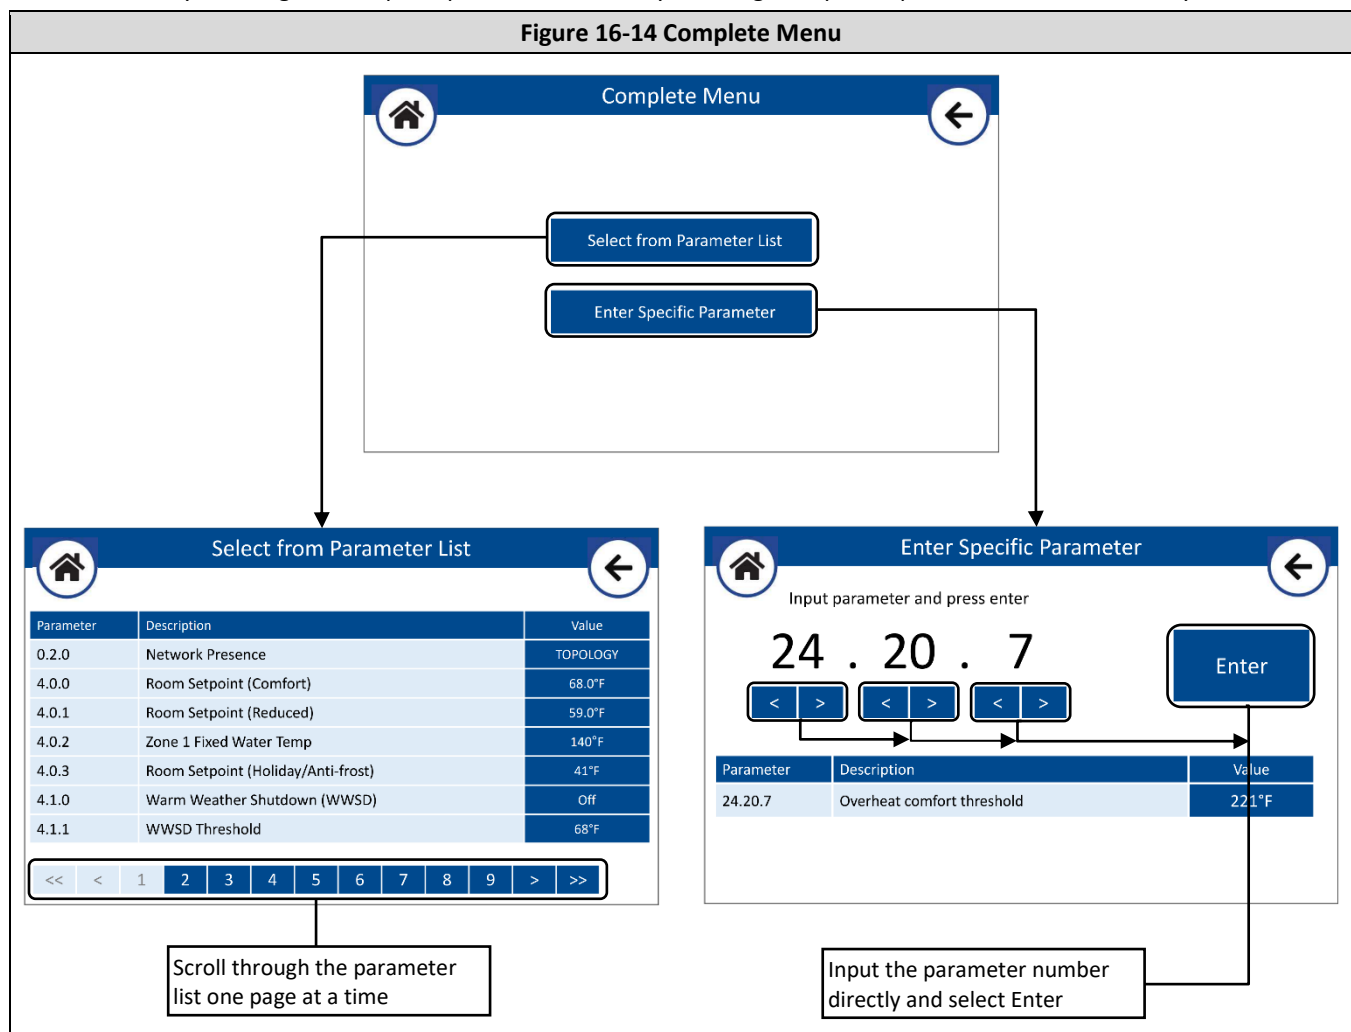 Figure 16-14 Complete Menu
Complete Menu
Select from Parameter List
Enter Specific Parameter
Select from Parameter List
Parameter Description Value
0.2.0 Network Presence TOPOLOGY
4.0.0 Room Setpoint (Comfort) 68.0°F
4.0.1 Room Setpoint (Reduced) 59.0°F
4.0.2 Zone 1 Fixed Water Temp 140°F
4.0.3 Room Setpoint (Holiday/Anti-frost) 41°F
4.1.0 Warm Weather Shutdown (WWSD) Off
4.1.1 WWSD Threshold 68°F
<< < 1 2 3 4 5 6 7 8 9 > >>
Scroll through the parameter
list one page at a time
Enter Specific Parameter
Input parameter and press enter
24 . 20 . 7
< > < > < >
Enter
Parameter Description Value
24.20.7 Overheat comfort threshold 221°F
Input the parameter number
directly and select Enter